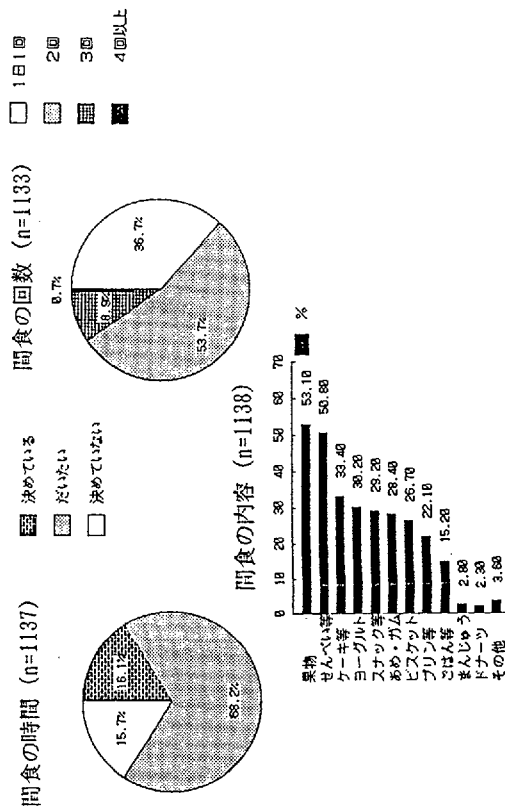 間食の時間 (n=1137)
決めている
だいたい
決めていない
16.1%
15.7%
68.2%
間食の回数 (n=1133)
1日1回
2回
3回
4回以上
0.7%
8.9%
36.7%
53.7%
間食の内容 (n=1138)
%
0 10 20 30 40 50 60 70
果物 53.10
せんべい等 50.80
ケーキ等 33.40
ヨーグルト 30.20
スナック等 29.20
あめ・ガム 28.40
ビスケット 26.70
プリン等 22.10
ごはん等 15.20
まんじゅう 2.80
ドーナツ 2.30
その他 3.60